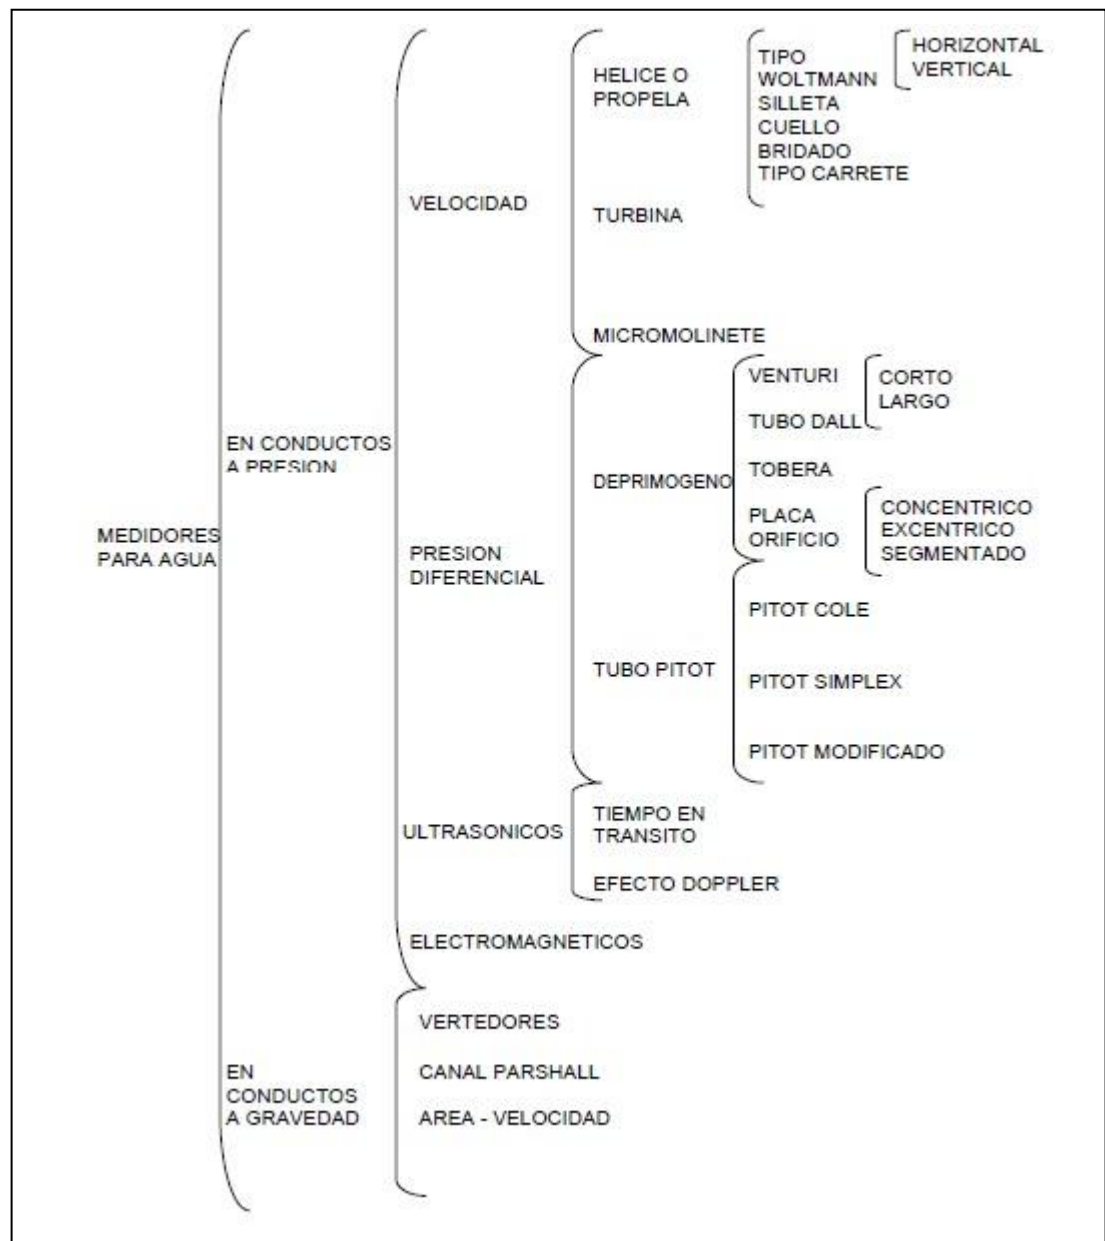 MEDIDORES
PARA AGUA
EN CONDUCTOS
A PRESION
VELOCIDAD
HELICE O
PROPELA
TIPO
WOLTMANN
HORIZONTAL
VERTICAL
SILLETA
CUELLO
BRIDADO
TIPO CARRETE
TURBINA
MICROMOLINETE
PRESION
DIFERENCIAL
DEPRIMOGENO
VENTURI
CORTO
LARGO
TUBO DALL
TOBERA
PLACA
ORIFICIO
CONCENTRICO
EXCENTRICO
SEGMENTADO
TUBO PITOT
PITOT COLE
PITOT SIMPLEX
PITOT MODIFICADO
ULTRASONICOS
TIEMPO EN
TRANSITO
EFECTO DOPPLER
ELECTROMAGNETICOS
EN
CONDUCTOS
A GRAVEDAD
VERTEDORES
CANAL PARSHALL
AREA - VELOCIDAD